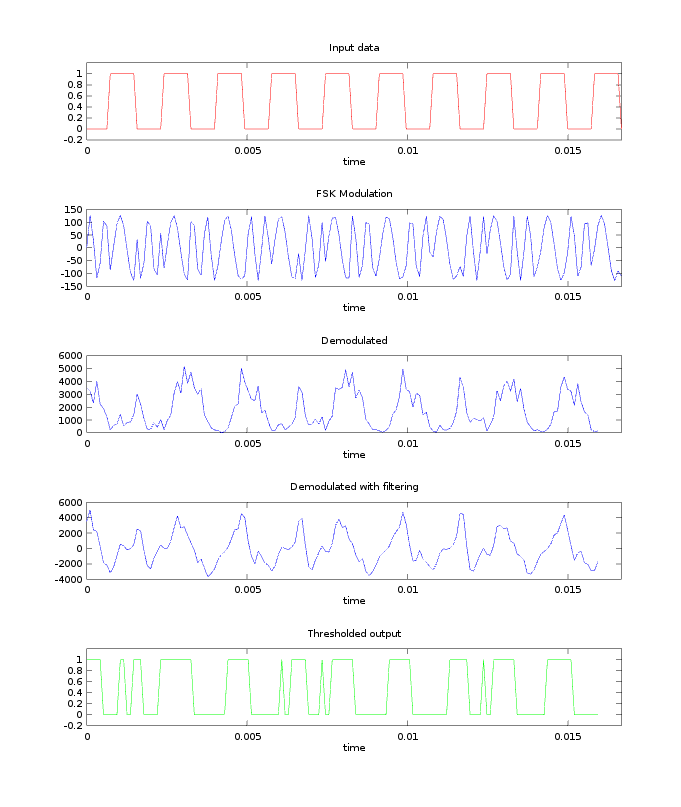 Input data
1
0.8
0.6
0.4
0.2
0
-0.2
0 0.005 0.01 0.015
time
FSK Modulation
150
100
50
0
-50
-100
-150
0 0.005 0.01 0.015
time
Demodulated
6000
5000
4000
3000
2000
1000
0
0 0.005 0.01 0.015
time
Demodulated with filtering
6000
4000
2000
0
-2000
-4000
0 0.005 0.01 0.015
time
Thresholded output
1
0.8
0.6
0.4
0.2
0
-0.2
0 0.005 0.01 0.015
time